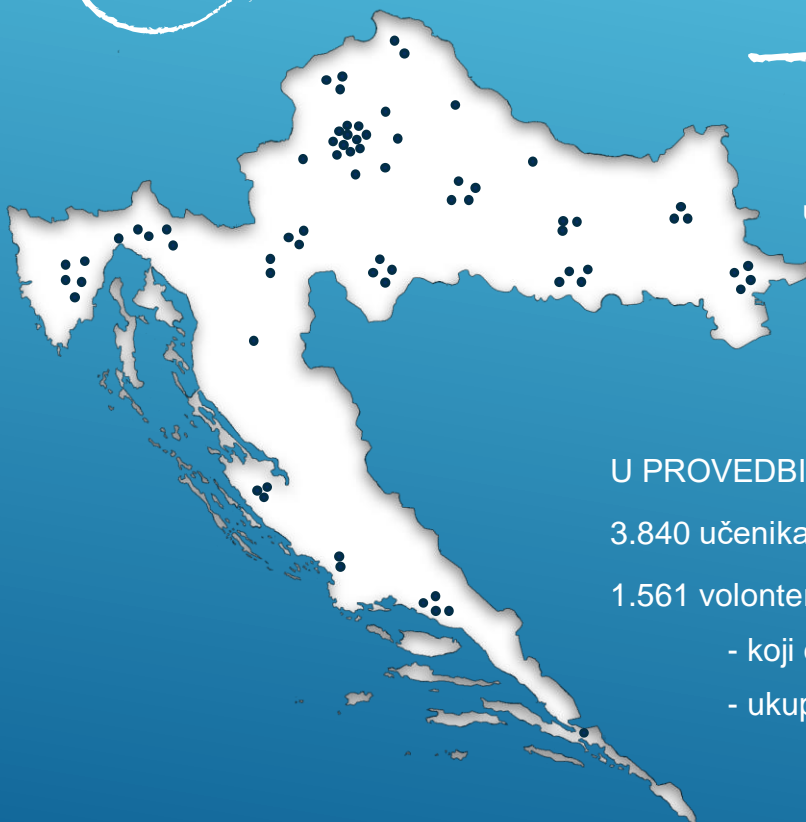 U PROVEDBI
3.840 učenika
1.561 volonter
- koji
- ukup